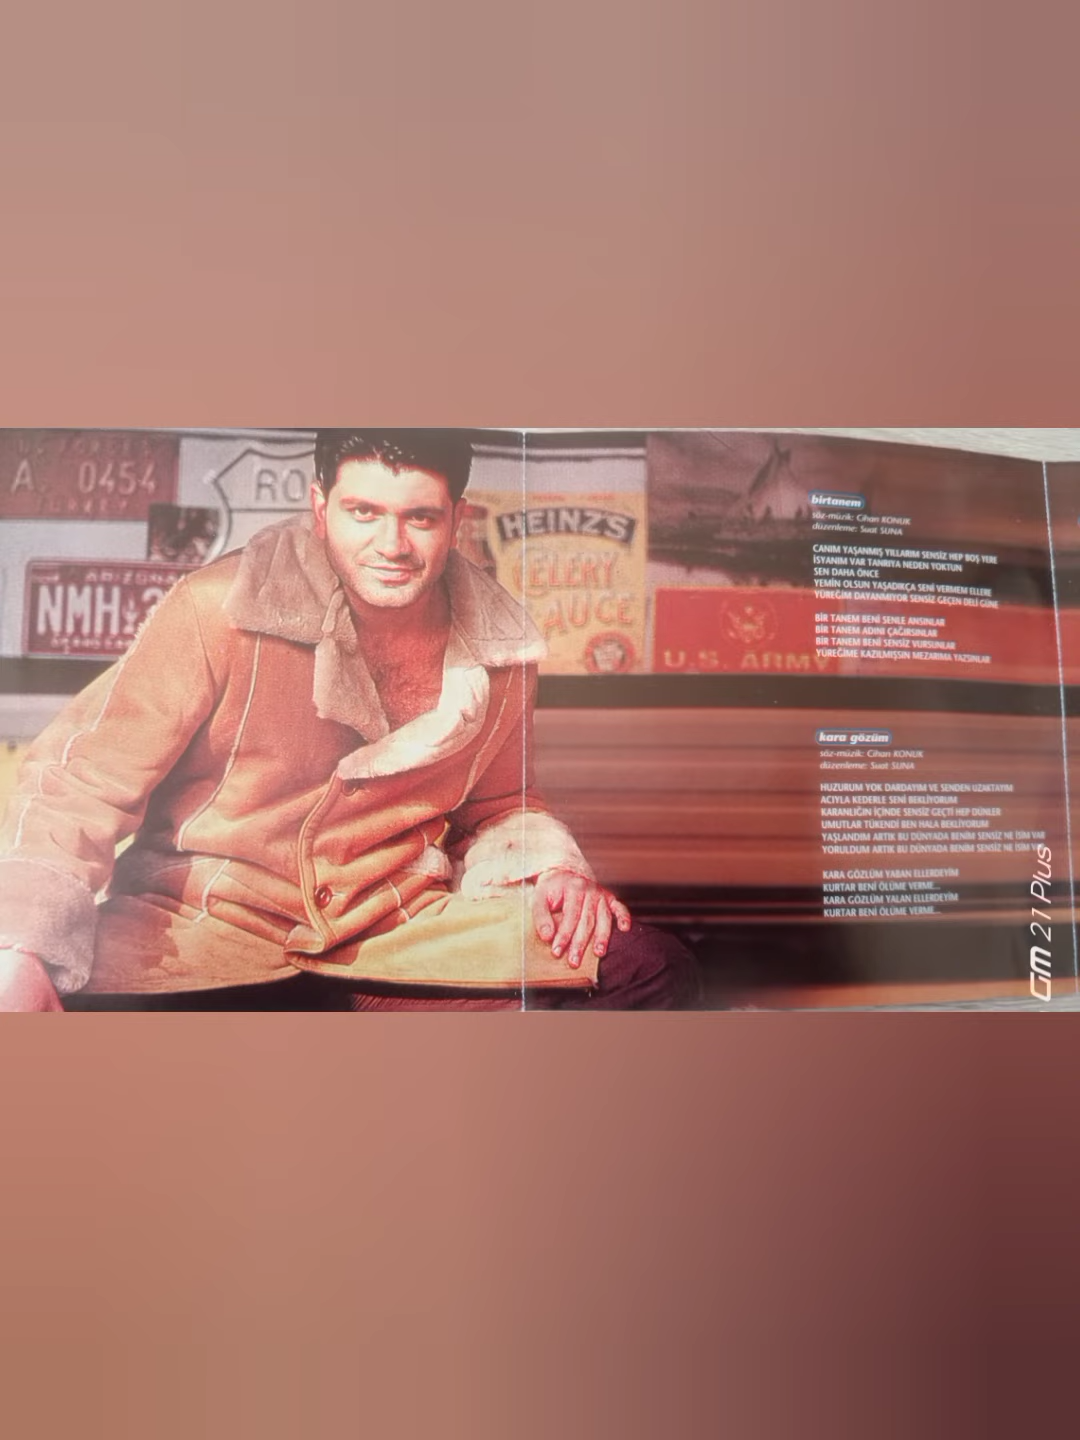 A 0454
RO
ARIZONA
NMH
HEINZ'S
CELERY
SAUCE
U.S. ARMY
birtanem
söz-müzik: Cihan KONUK
düzenleme: Suat SUNA
CANIM YAŞANMIŞ YILLARIM SENSİZ HEP BOŞ YERE
İSYANIM VAR TANRIYA NEDEN YOKTUN
SEN DAHA ÖNCE
YEMİN OLSUN YAŞADIKÇA SENİ VERMEM ELLERE
YÜREĞİM DAYANMIYOR SENSİZ GEÇEN DELİ GÜNE
BİR TANEM BENİ SENLE ANSINLAR
BİR TANEM ADINI ÇAĞIRSINLAR
BİR TANEM BENİ SENSİZ VURSUNLAR
YÜREĞİME KAZILMIŞSIN MEZARIMA YAZSINLAR
kara gözüm
söz-müzik: Cihan KONUK
düzenleme: Suat SUNA
HUZURUM YOK DARDAYIM VE SENDEN UZAKTAYIM
ACIYLA KEDERLE SENİ BEKLİYORUM
KARANLIĞIN İÇİNDE SENSİZ GEÇTİ HEP DÜNLER
UMUTLAR TÜKENDİ BEN HALA BEKLİYORUM
YAŞLANDIM ARTIK BU DÜNYADA BENİM SENSİZ NE İSİM VAR
YORULDUM ARTIK BU DÜNYADA BENİM SENSİZ NE İSİM VAR
KARA GÖZLÜM YABAN ELLERDEYİM
KURTAR BENİ ÖLÜME VERME...
KARA GÖZLÜM YALAN ELLERDEYİM
KURTAR BENİ ÖLÜME VERME...
GM 21 Plus